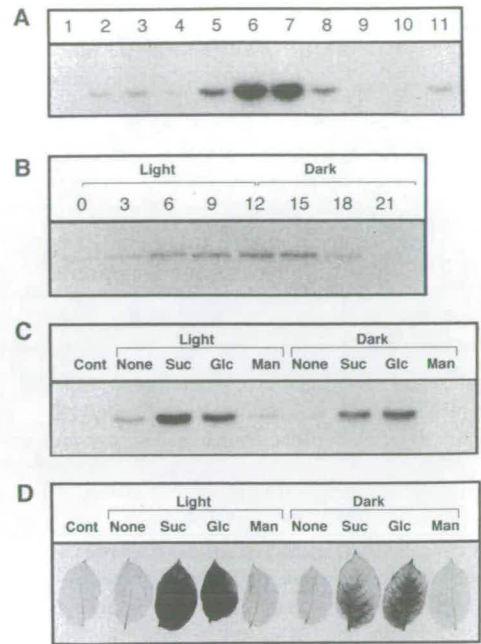 A 1 2 3 4 5 6 7 8 9 10 11
B Light Dark
0 3 6 9 12 15 18 21
C Light Dark
Cont None Suc Glc Man None Suc Glc Man
D Light Dark
Cont None Suc Glc Man None Suc Glc Man